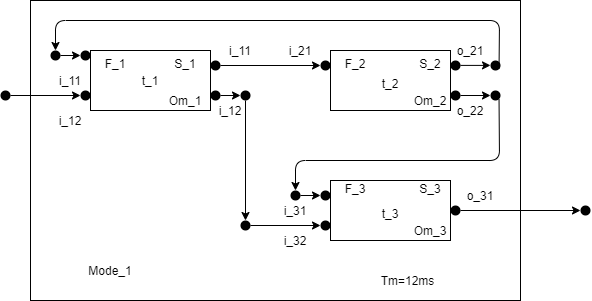 i_11
i_21
o_21
F_1
S_1
F_2
S_2
i_11
t_1
t_2
Om_1
i_12
Om_2
o_22
i_12
F_3
S_3
o_31
i_31
t_3
Om_3
i_32
Mode_1
Tm=12ms